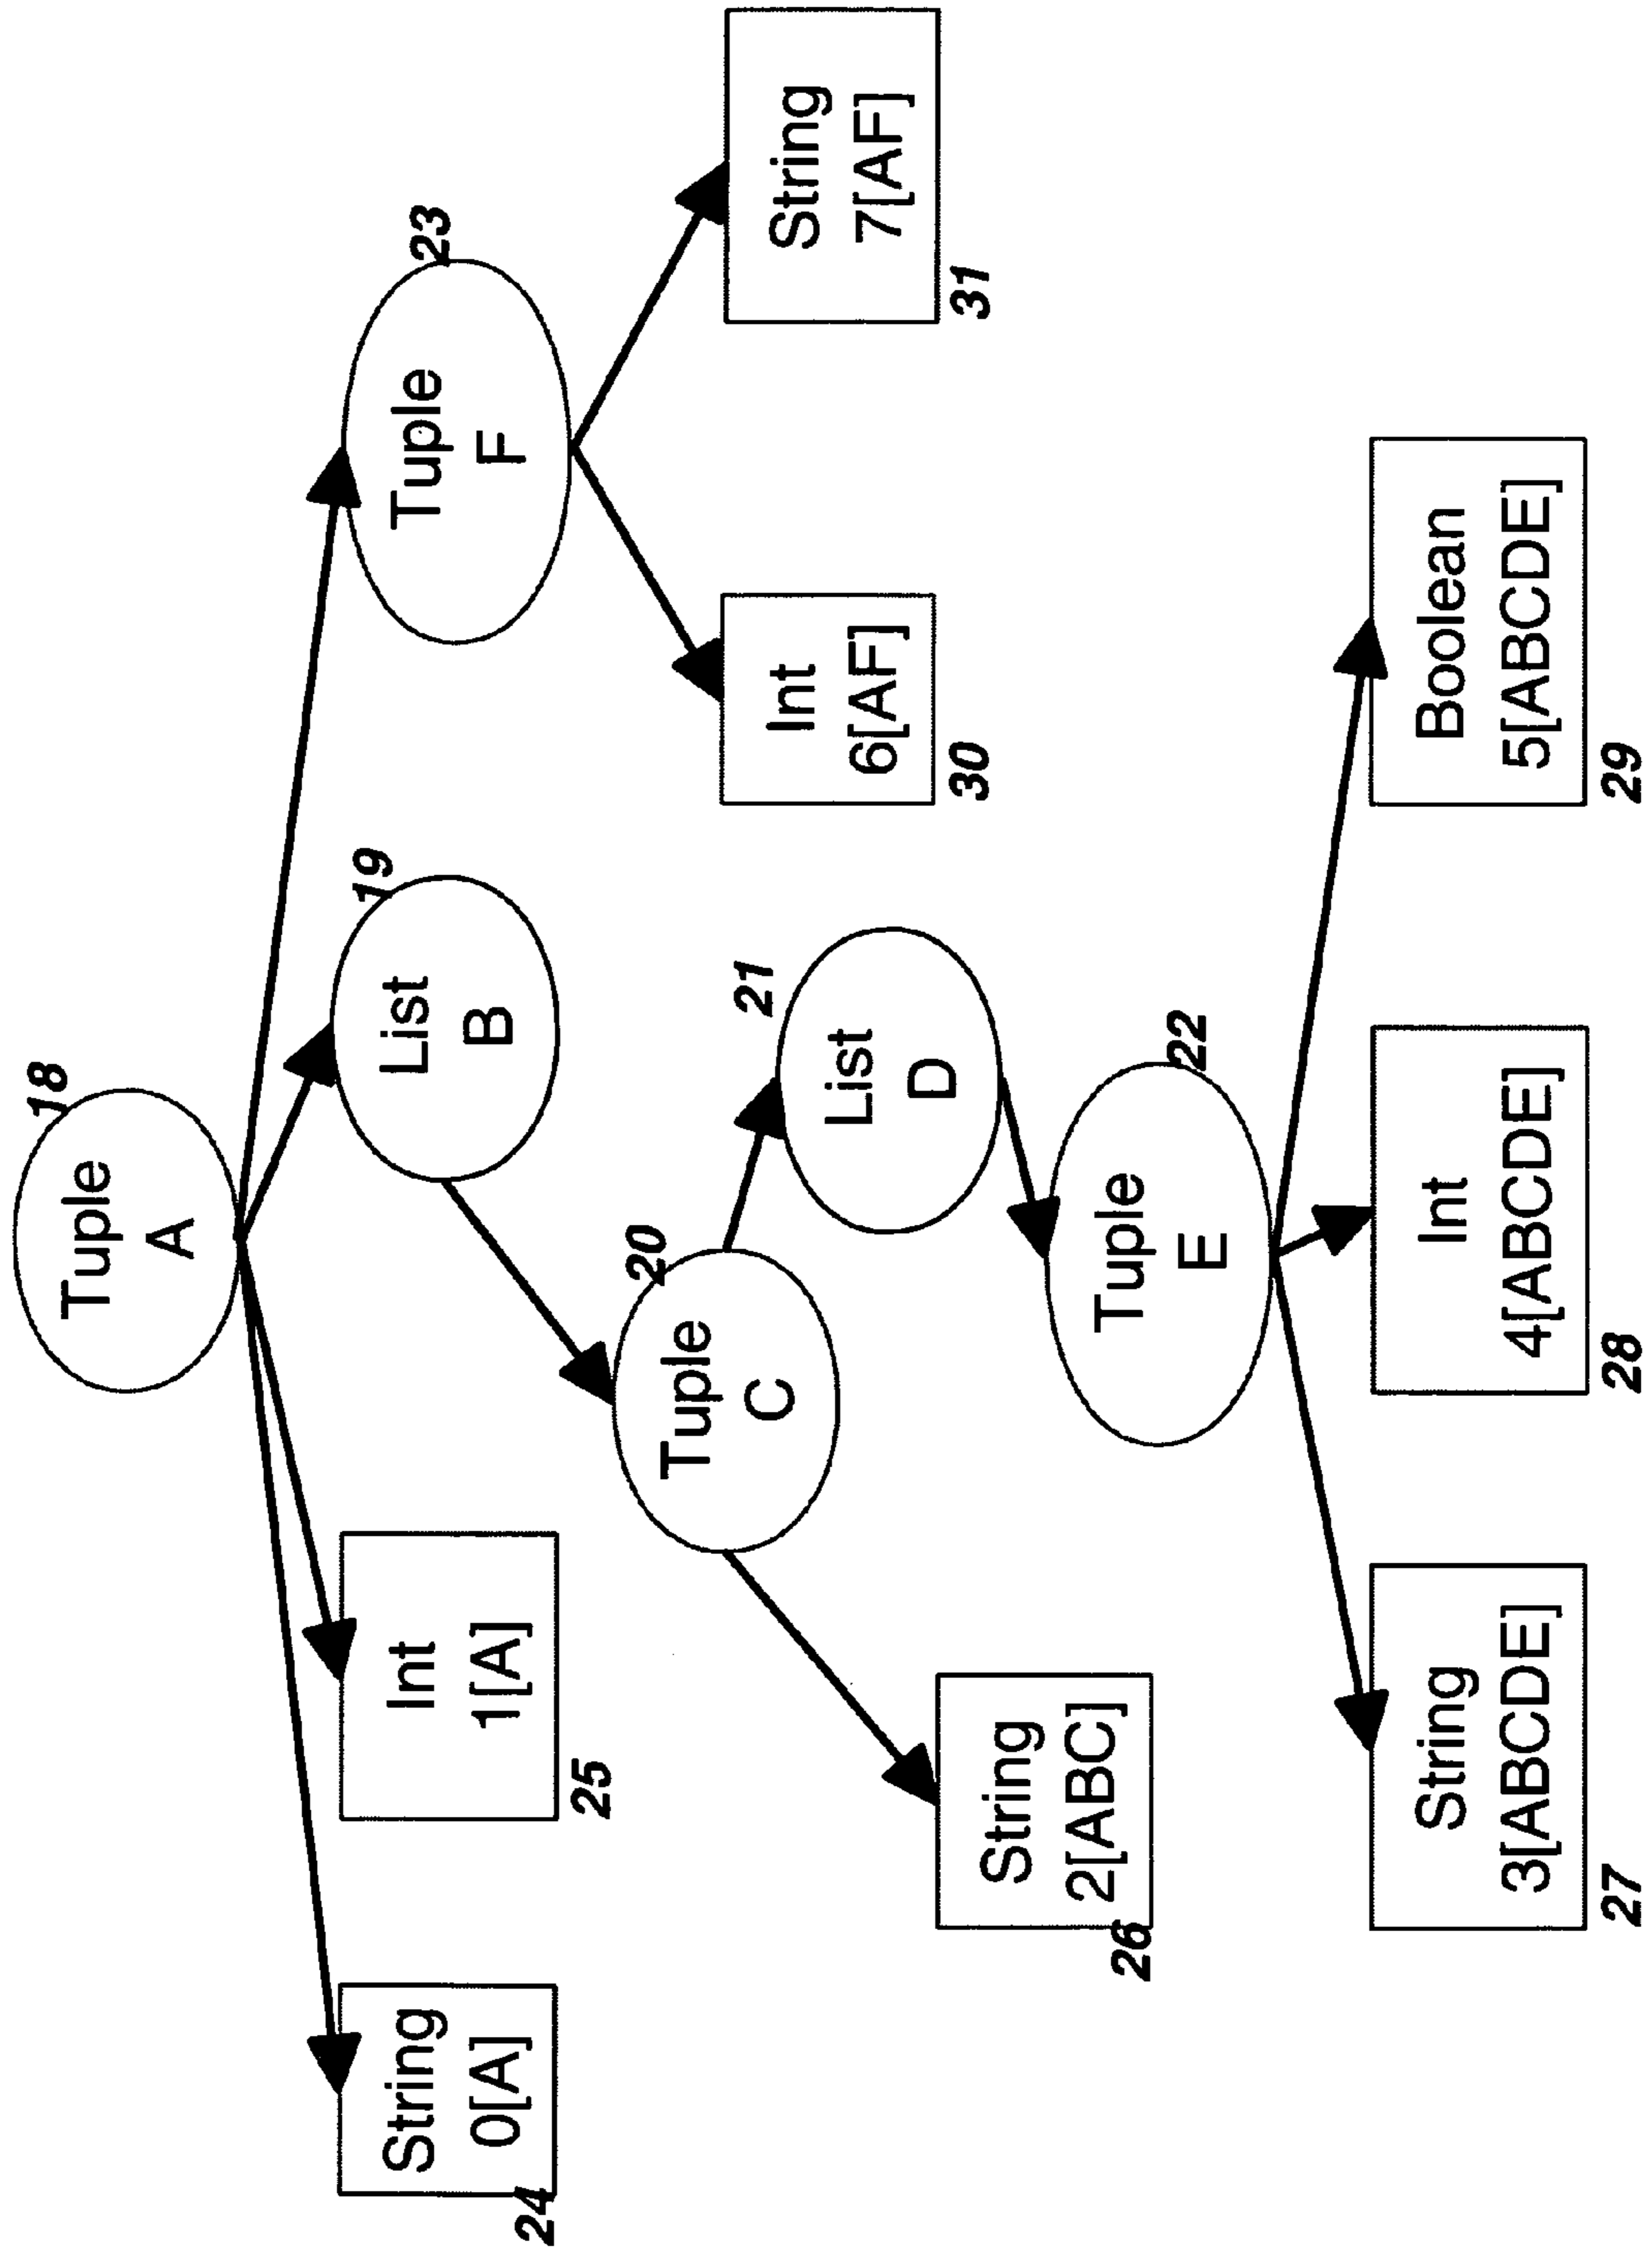 18
Tuple
A
24
String
0[A]
25
Int
1[A]
19
List
B
23
Tuple
F
20
Tuple
C
21
List
D
30
Int
6[AF]
31
String
7[AF]
26
String
2[ABC]
22
Tuple
E
27
String
3[ABCDE]
28
Int
4[ABCDE]
29
Boolean
5[ABCDE]